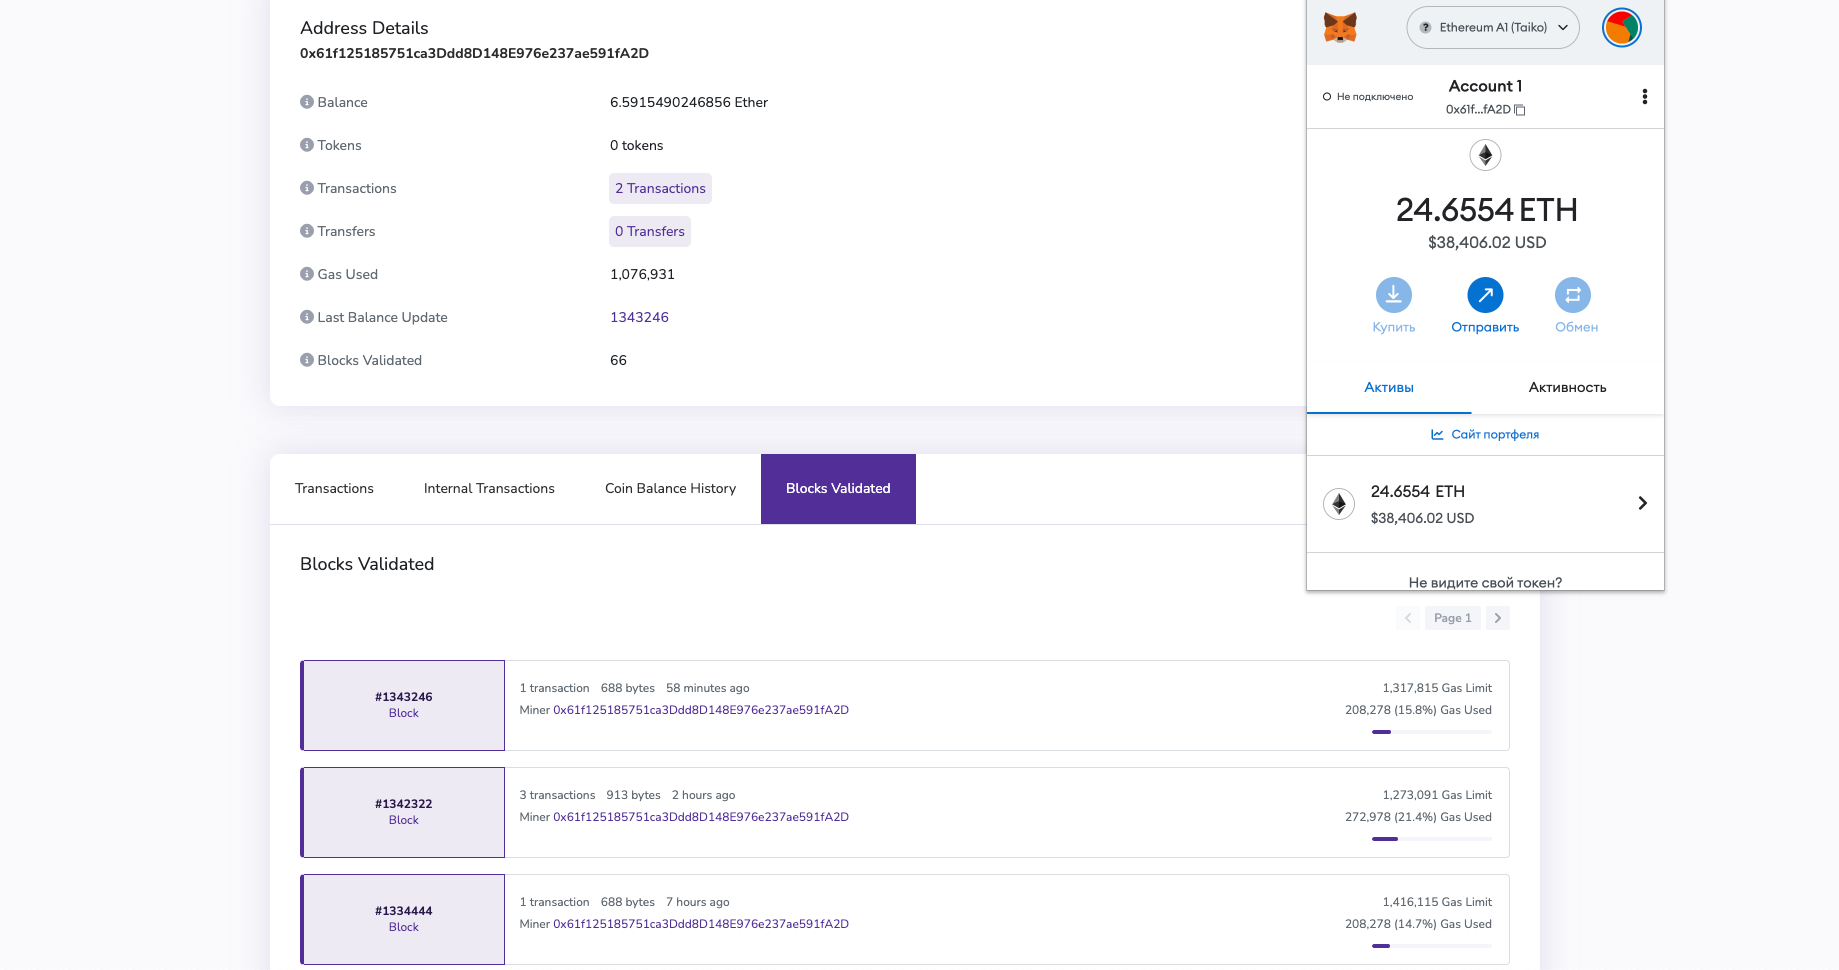 Address Details
0x61f125185751ca3Ddd8D148E976e237ae591fA2D
Balance 6.5915490246856 Ether
Tokens 0 tokens
Transactions 2 Transactions
Transfers 0 Transfers
Gas Used 1,076,931
Last Balance Update 1343246
Blocks Validated 66
Ethereum A1 (Taiko)
Не подключено
Account 1
0x61f...fA2D
24.6554 ETH
$38,406.02 USD
Купить Отправить Обмен
Активы Активность
Сайт портфеля
24.6554 ETH
$38,406.02 USD
Не видите свой токен?
Transactions Internal Transactions Coin Balance History Blocks Validated
Blocks Validated
Page 1
#1343246
Block
1 transaction 688 bytes 58 minutes ago
Miner 0x61f125185751ca3Ddd8D148E976e237ae591fA2D
1,317,815 Gas Limit
208,278 (15.8%) Gas Used
#1342322
Block
3 transactions 913 bytes 2 hours ago
Miner 0x61f125185751ca3Ddd8D148E976e237ae591fA2D
1,273,091 Gas Limit
272,978 (21.4%) Gas Used
#1334444
Block
1 transaction 688 bytes 7 hours ago
Miner 0x61f125185751ca3Ddd8D148E976e237ae591fA2D
1,416,115 Gas Limit
208,278 (14.7%) Gas Used